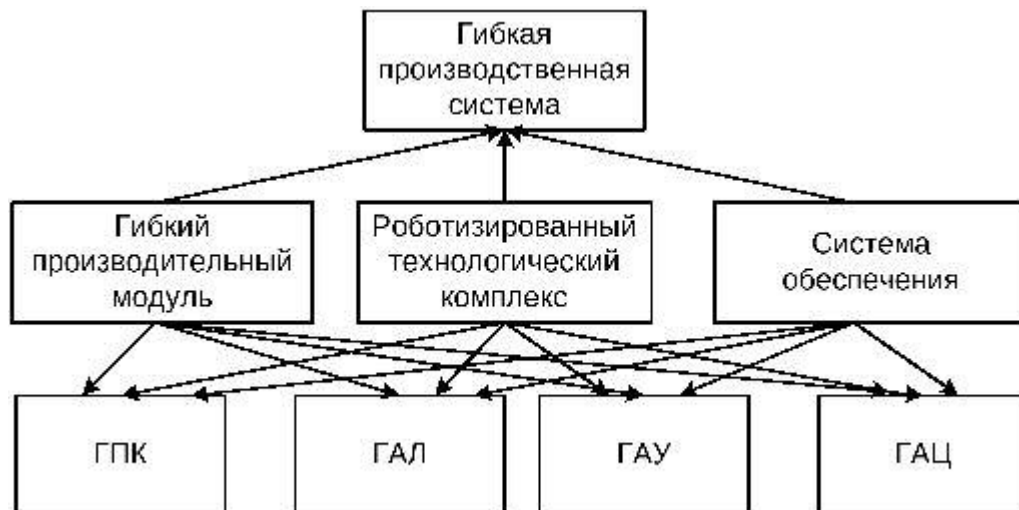 Гибкая
производственная
система
Гибкий
производительный
модуль
Роботизированный
технологический
комплекс
Система
обеспечения
ГПК
ГАЛ
ГАУ
ГАЦ